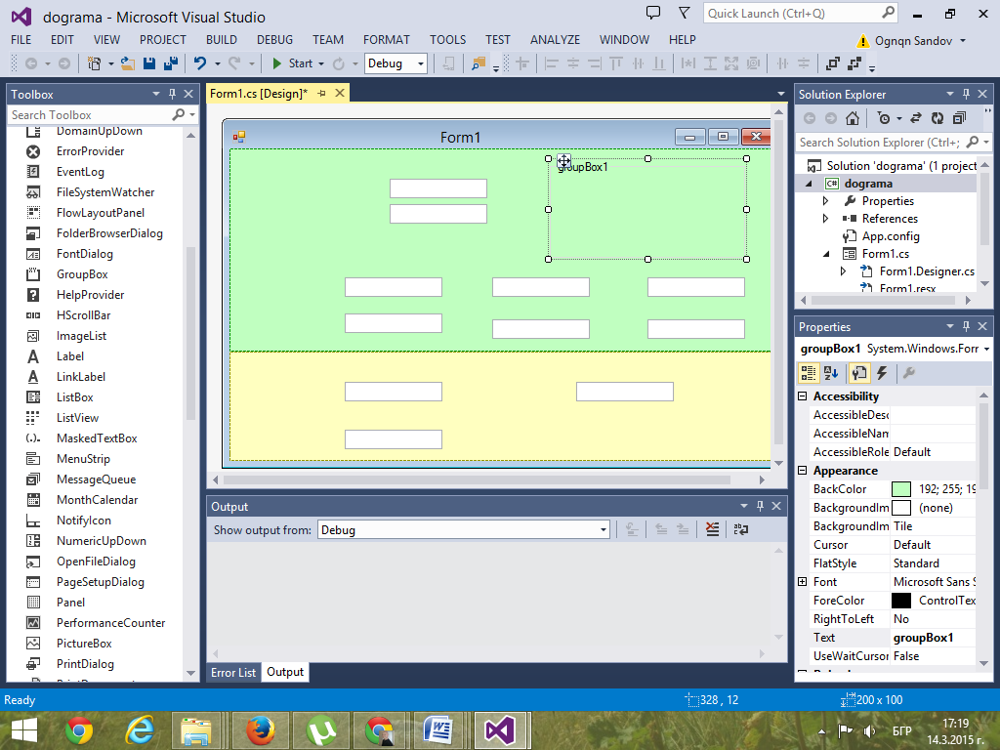 dograma - Microsoft Visual Studio
Quick Launch (Ctrl+Q)
FILE EDIT VIEW PROJECT BUILD DEBUG TEAM FORMAT TOOLS TEST ANALYZE WINDOW HELP
Ognqn Sandov
Start Debug
Toolbox
Search Toolbox
DomainUpDown
ErrorProvider
EventLog
FileSystemWatcher
FlowLayoutPanel
FolderBrowserDialog
FontDialog
GroupBox
HelpProvider
HScrollBar
ImageList
Label
LinkLabel
ListBox
ListView
MaskedTextBox
MenuStrip
MessageQueue
MonthCalendar
NotifyIcon
NumericUpDown
OpenFileDialog
PageSetupDialog
Panel
PerformanceCounter
PictureBox
PrintDialog
Form1.cs [Design]*
Form1
groupBox1
Output
Show output from: Debug
Error List Output
Solution Explorer
Search Solution Explorer (Ctrl+;
Solution 'dograma' (1 project
dograma
Properties
References
App.config
Form1.cs
Form1.Designer.cs
Form1.resx
Properties
groupBox1 System.Windows.Forr
Accessibility
AccessibleDesc
AccessibleNam
AccessibleRole Default
Appearance
BackColor 192; 255; 19
BackgroundIm (none)
BackgroundIm Tile
Cursor Default
FlatStyle Standard
Font Microsoft Sans S
ForeColor ControlTex
RightToLeft No
Text groupBox1
UseWaitCursor False
Ready 328 , 12 200 x 100
БГР
17:19
14.3.2015 г.